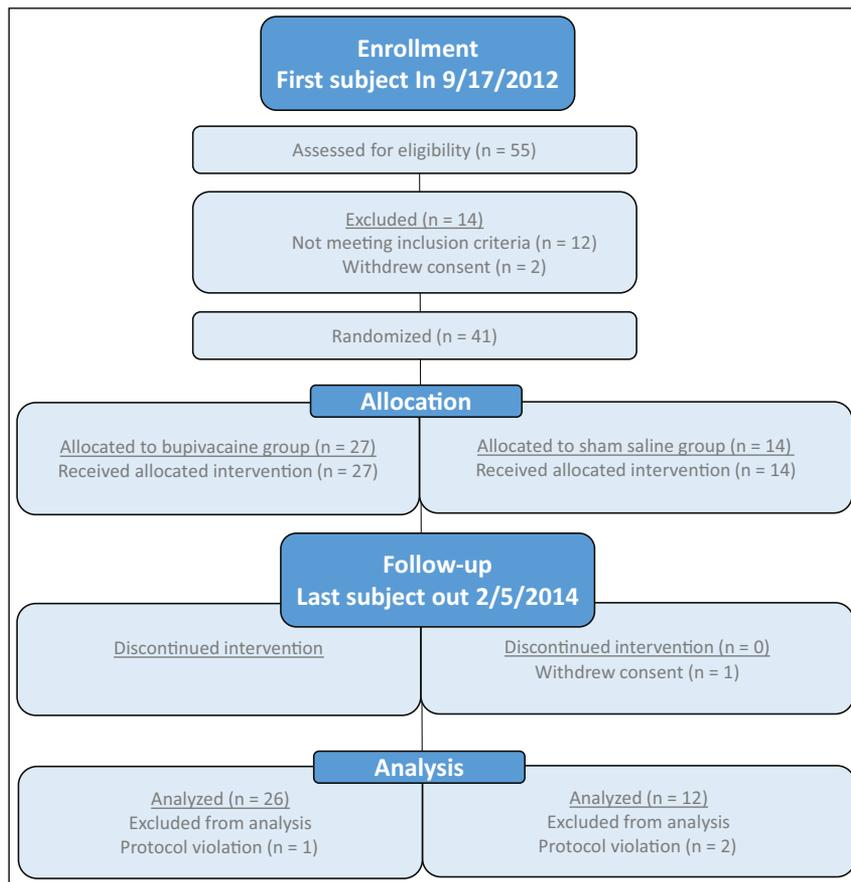 Enrollment
First subject In 9/17/2012
Assessed for eligibility (n = 55)
Excluded (n = 14)
Not meeting inclusion criteria (n = 12)
Withdrew consent (n = 2)
Randomized (n = 41)
Allocation
Allocated to bupivacaine group (n = 27)
Received allocated intervention (n = 27)
Allocated to sham saline group (n = 14)
Received allocated intervention (n = 14)
Follow-up
Last subject out 2/5/2014
Discontinued intervention
Discontinued intervention (n = 0)
Withdrew consent (n = 1)
Analysis
Analyzed (n = 26)
Excluded from analysis
Protocol violation (n = 1)
Analyzed (n = 12)
Excluded from analysis
Protocol violation (n = 2)